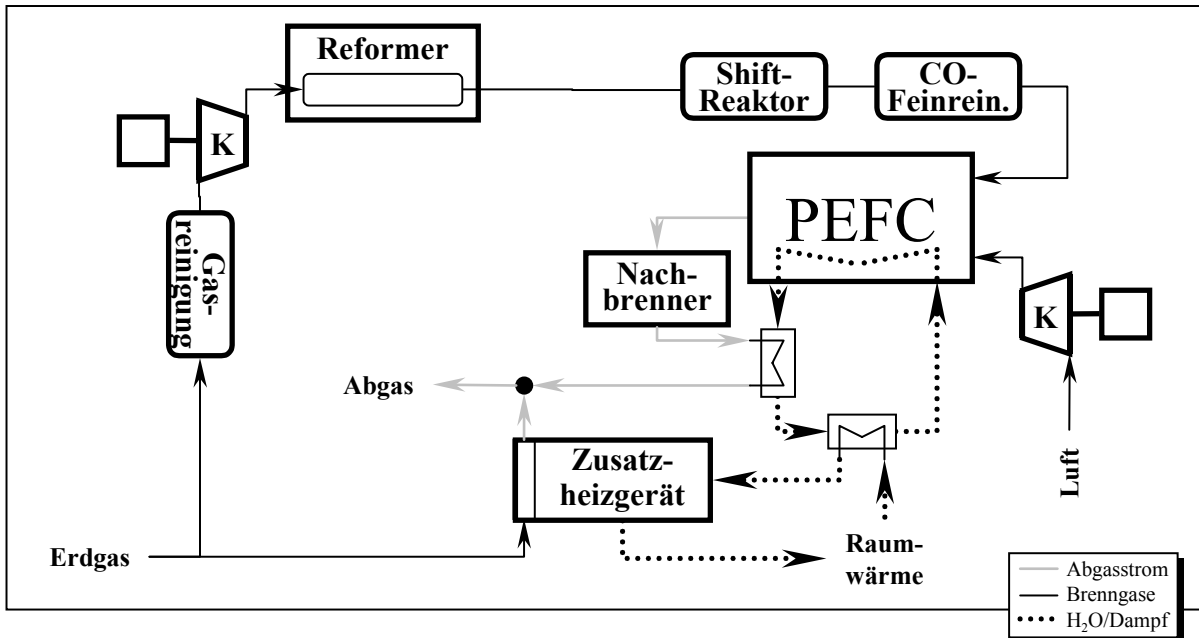 Reformer
Shift-
Reaktor
CO-
Feinrein.
K
PEFC
Gas-
reinigung
Nach-
brenner
K
Abgas
Zusatz-
heizgerät
Luft
Erdgas
Raum-
wärme
Abgasstrom
Brenngase
H₂O/Dampf